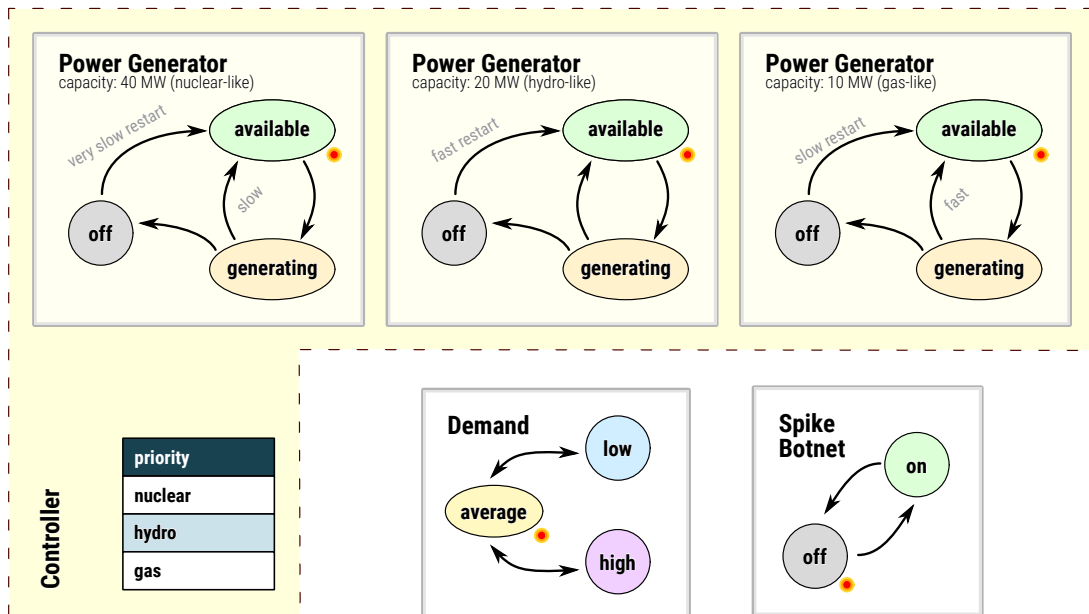 Power Generator
capacity: 40 MW (nuclear-like)
very slow restart
available
slow
off
generating
Power Generator
capacity: 20 MW (hydro-like)
fast restart
available
off
generating
Power Generator
capacity: 10 MW (gas-like)
slow restart
available
fast
off
generating
Controller
priority
nuclear
hydro
gas
Demand
low
average
high
Spike
Botnet
on
off